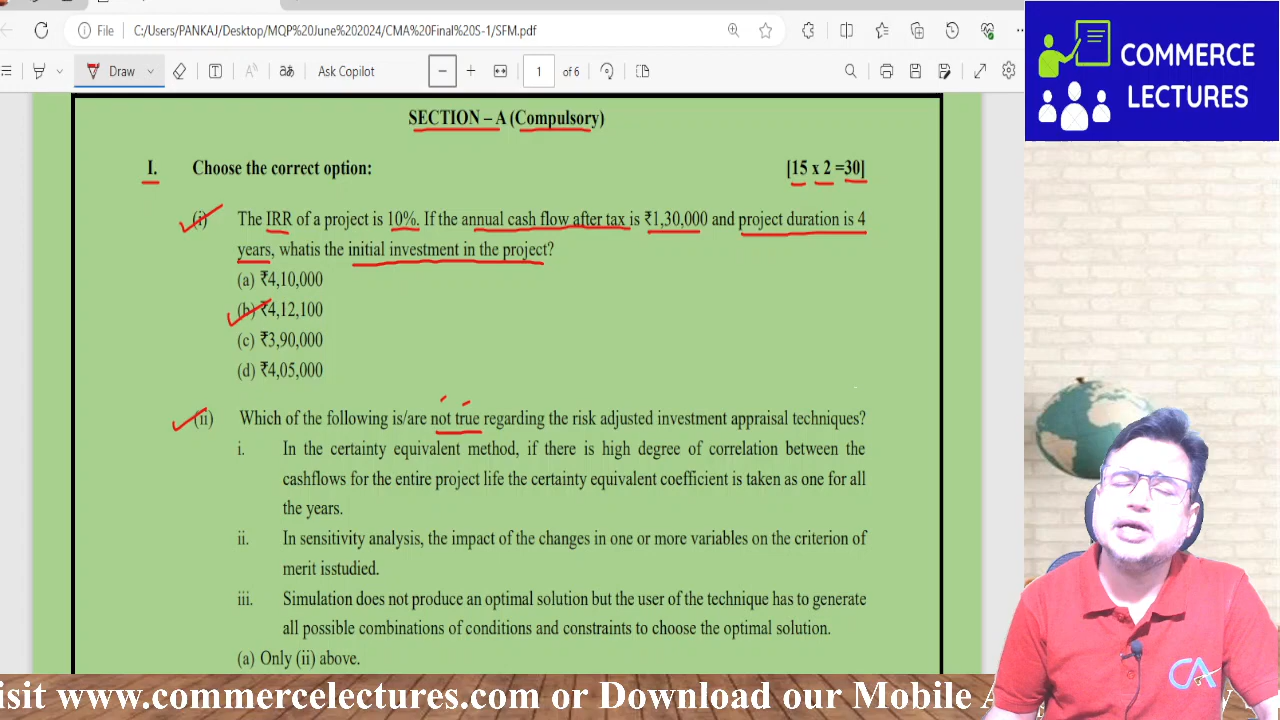 File
C:/Users/PANKAJ/Desktop/MQP%20June%202024/CMA%20Final%20S-1/SFM.pdf
Draw
Ask Copilot
1
of 6
COMMERCE
LECTURES
SECTION – A (Compulsory)
I. Choose the correct option: [15 x 2 =30]
(i) The IRR of a project is 10%. If the annual cash flow after tax is ₹1,30,000 and project duration is 4
years, whatis the initial investment in the project?
(a) ₹4,10,000
(b) ₹4,12,100
(c) ₹3,90,000
(d) ₹4,05,000
(ii) Which of the following is/are not true regarding the risk adjusted investment appraisal techniques?
i. In the certainty equivalent method, if there is high degree of correlation between the
cashflows for the entire project life the certainty equivalent coefficient is taken as one for all
the years.
ii. In sensitivity analysis, the impact of the changes in one or more variables on the criterion of
merit isstudied.
iii. Simulation does not produce an optimal solution but the user of the technique has to generate
all possible combinations of conditions and constraints to choose the optimal solution.
(a) Only (ii) above.
CA
isit www.commercelectures.com or Download our Mobile A